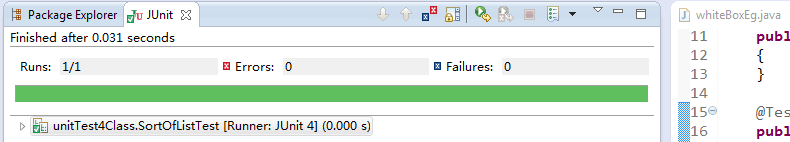 Package Explorer JUnit
Finished after 0.031 seconds
Runs: 1/1 Errors: 0 Failures: 0
unitTest4Class.SortOfListTest [Runner: JUnit 4] (0.000 s)
whiteBoxEg.java
11 publ
12 {
13 }
14
15 @Tes
16 publ